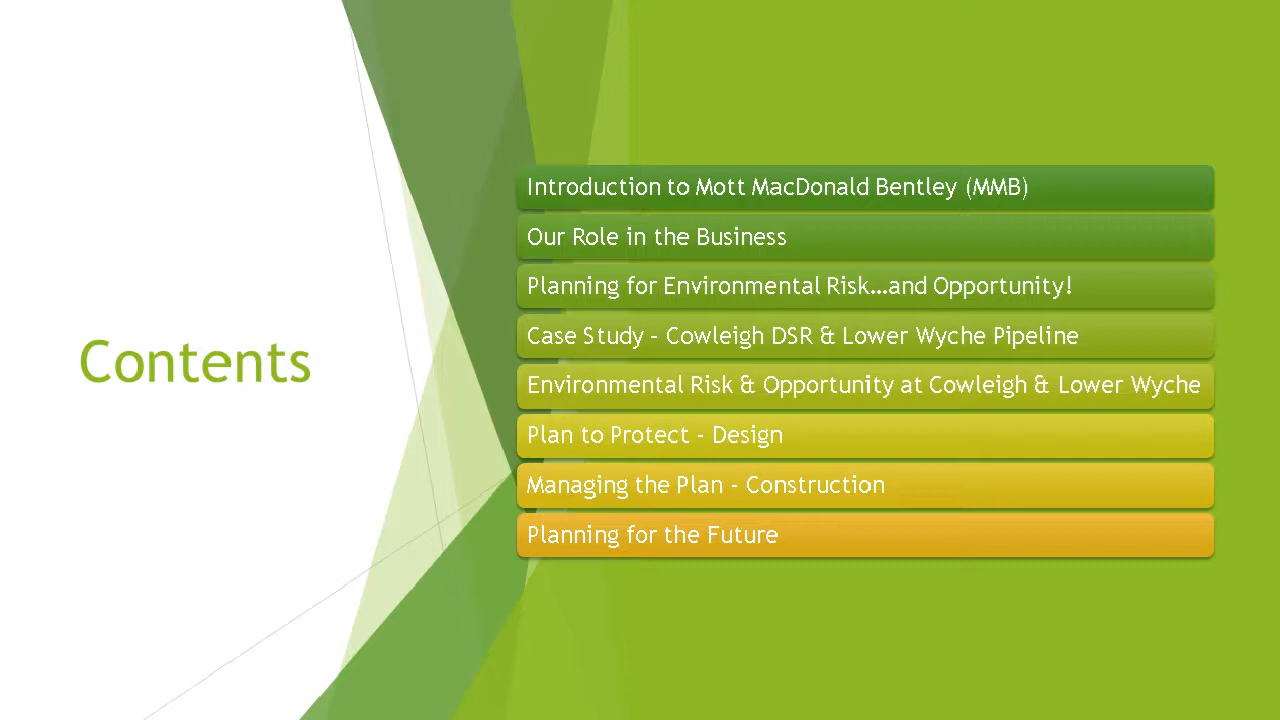 Contents
Introduction to Mott MacDonald Bentley (MMB)
Our Role in the Business
Planning for Environmental Risk...and Opportunity!
Case Study - Cowleigh DSR & Lower Wyche Pipeline
Environmental Risk & Opportunity at Cowleigh & Lower Wyche
Plan to Protect - Design
Managing the Plan - Construction
Planning for the Future